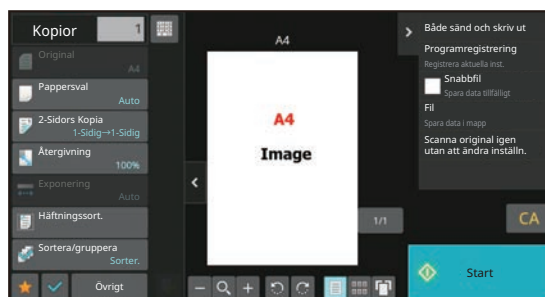 Kopior
1
Original
A4
Pappersval
Auto
2-Sidors Kopia
1-Sidig→1-Sidig
Återgivning
100%
Exponering
Auto
Häftningssort.
Sortera/gruppera
Sorter.
Övrigt
A4
A4
Image
1/1
Både sänd och skriv ut
Programregistrering
Registrera aktuella inst.
Snabbfil
Spara data tillfälligt
Fil
Spara data i mapp
Scanna original igen
utan att ändra inställn.
CA
Start